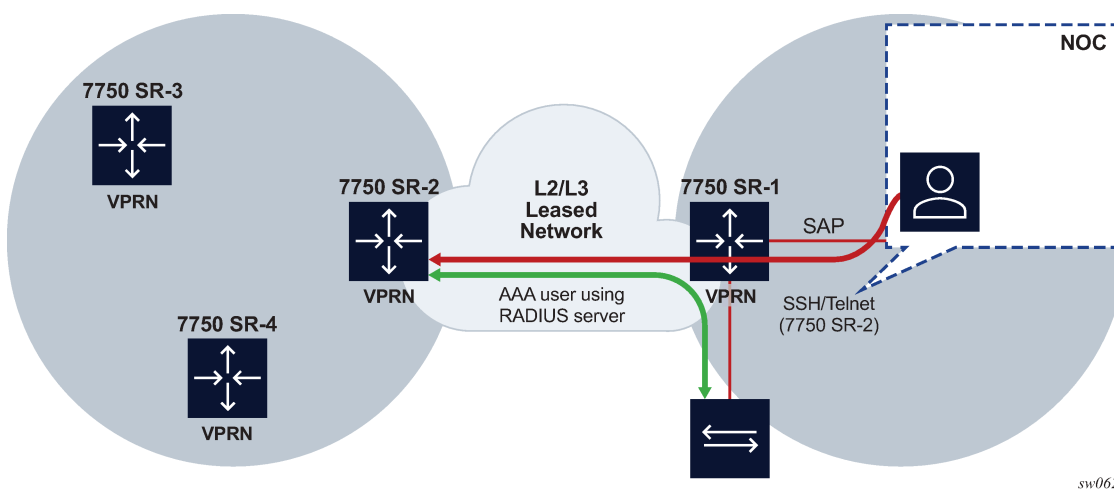 NOC
7750 SR-3
VPRN
7750 SR-2
VPRN
L2/L3
Leased
Network
7750 SR-1
VPRN
SAP
AAA user using
RADIUS server
SSH/Telnet
(7750 SR-2)
7750 SR-4
VPRN
sw062